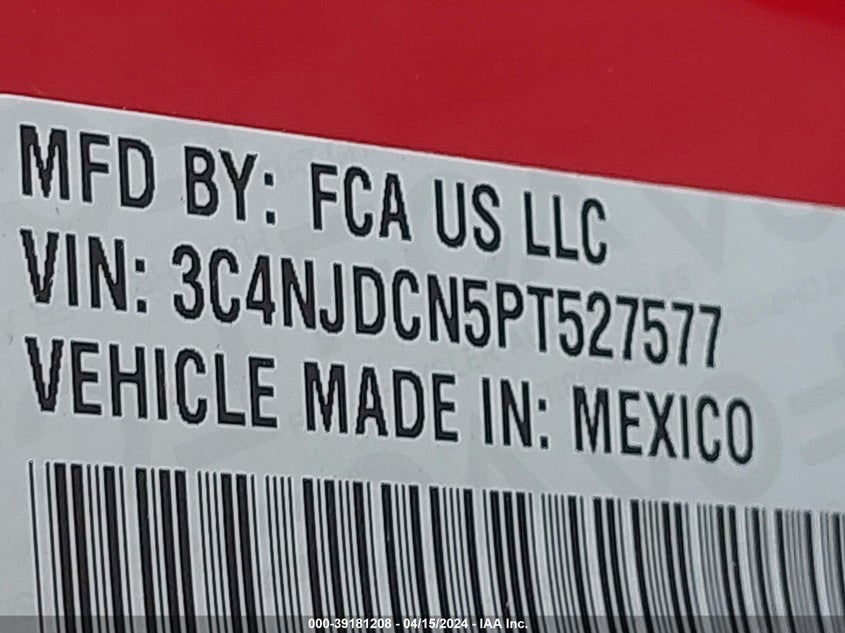 MFD BY: FCA US LLC
VIN: 3C4NJDCN5PT527577
VEHICLE MADE IN: MEXICO
000-39181208 - 04/15/2024 - IAA Inc.